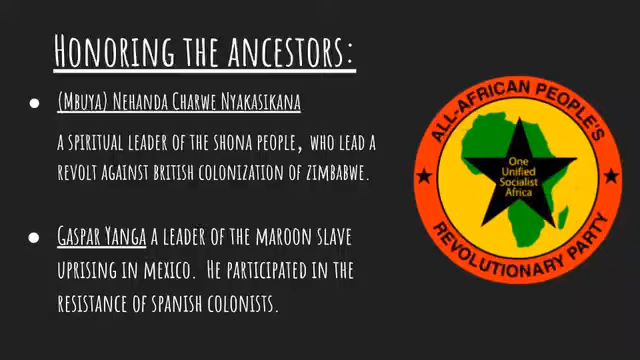 Honoring the ancestors:
(Mbuya) Nehanda Charwe Nyakasikana
a spiritual leader of the Shona people, who lead a
revolt against British colonization of Zimbabwe.
Gaspar Yanga a leader of the maroon slave
uprising in Mexico. He participated in the
resistance of Spanish colonists.
ALL-AFRICAN PEOPLE'S
One
Unified
Socialist
Africa
REVOLUTIONARY PARTY